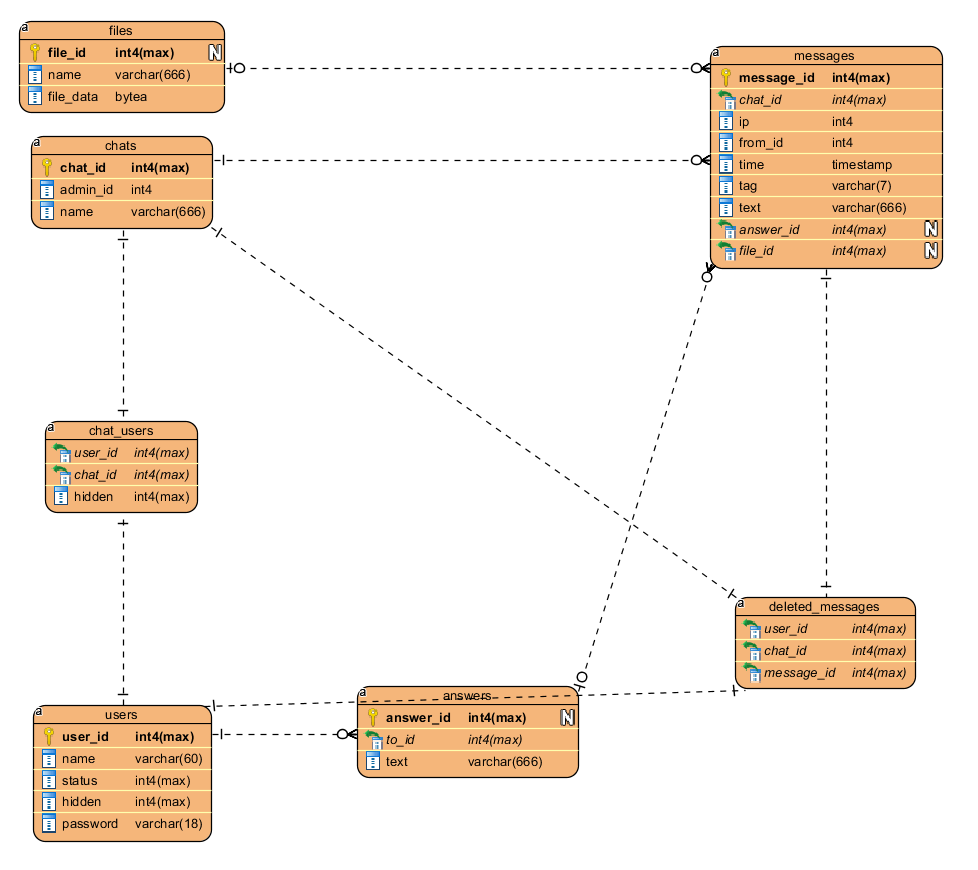 a
files
file_id int4(max) N
name varchar(666)
file_data bytea
a
chats
chat_id int4(max)
admin_id int4
name varchar(666)
a
messages
message_id int4(max)
chat_id int4(max)
ip int4
from_id int4
time timestamp
tag varchar(7)
text varchar(666)
answer_id int4(max) N
file_id int4(max) N
a
chat_users
user_id int4(max)
chat_id int4(max)
hidden int4(max)
a
deleted_messages
user_id int4(max)
chat_id int4(max)
message_id int4(max)
a
answers
answer_id int4(max) N
to_id int4(max)
text varchar(666)
a
users
user_id int4(max)
name varchar(60)
status int4(max)
hidden int4(max)
password varchar(18)